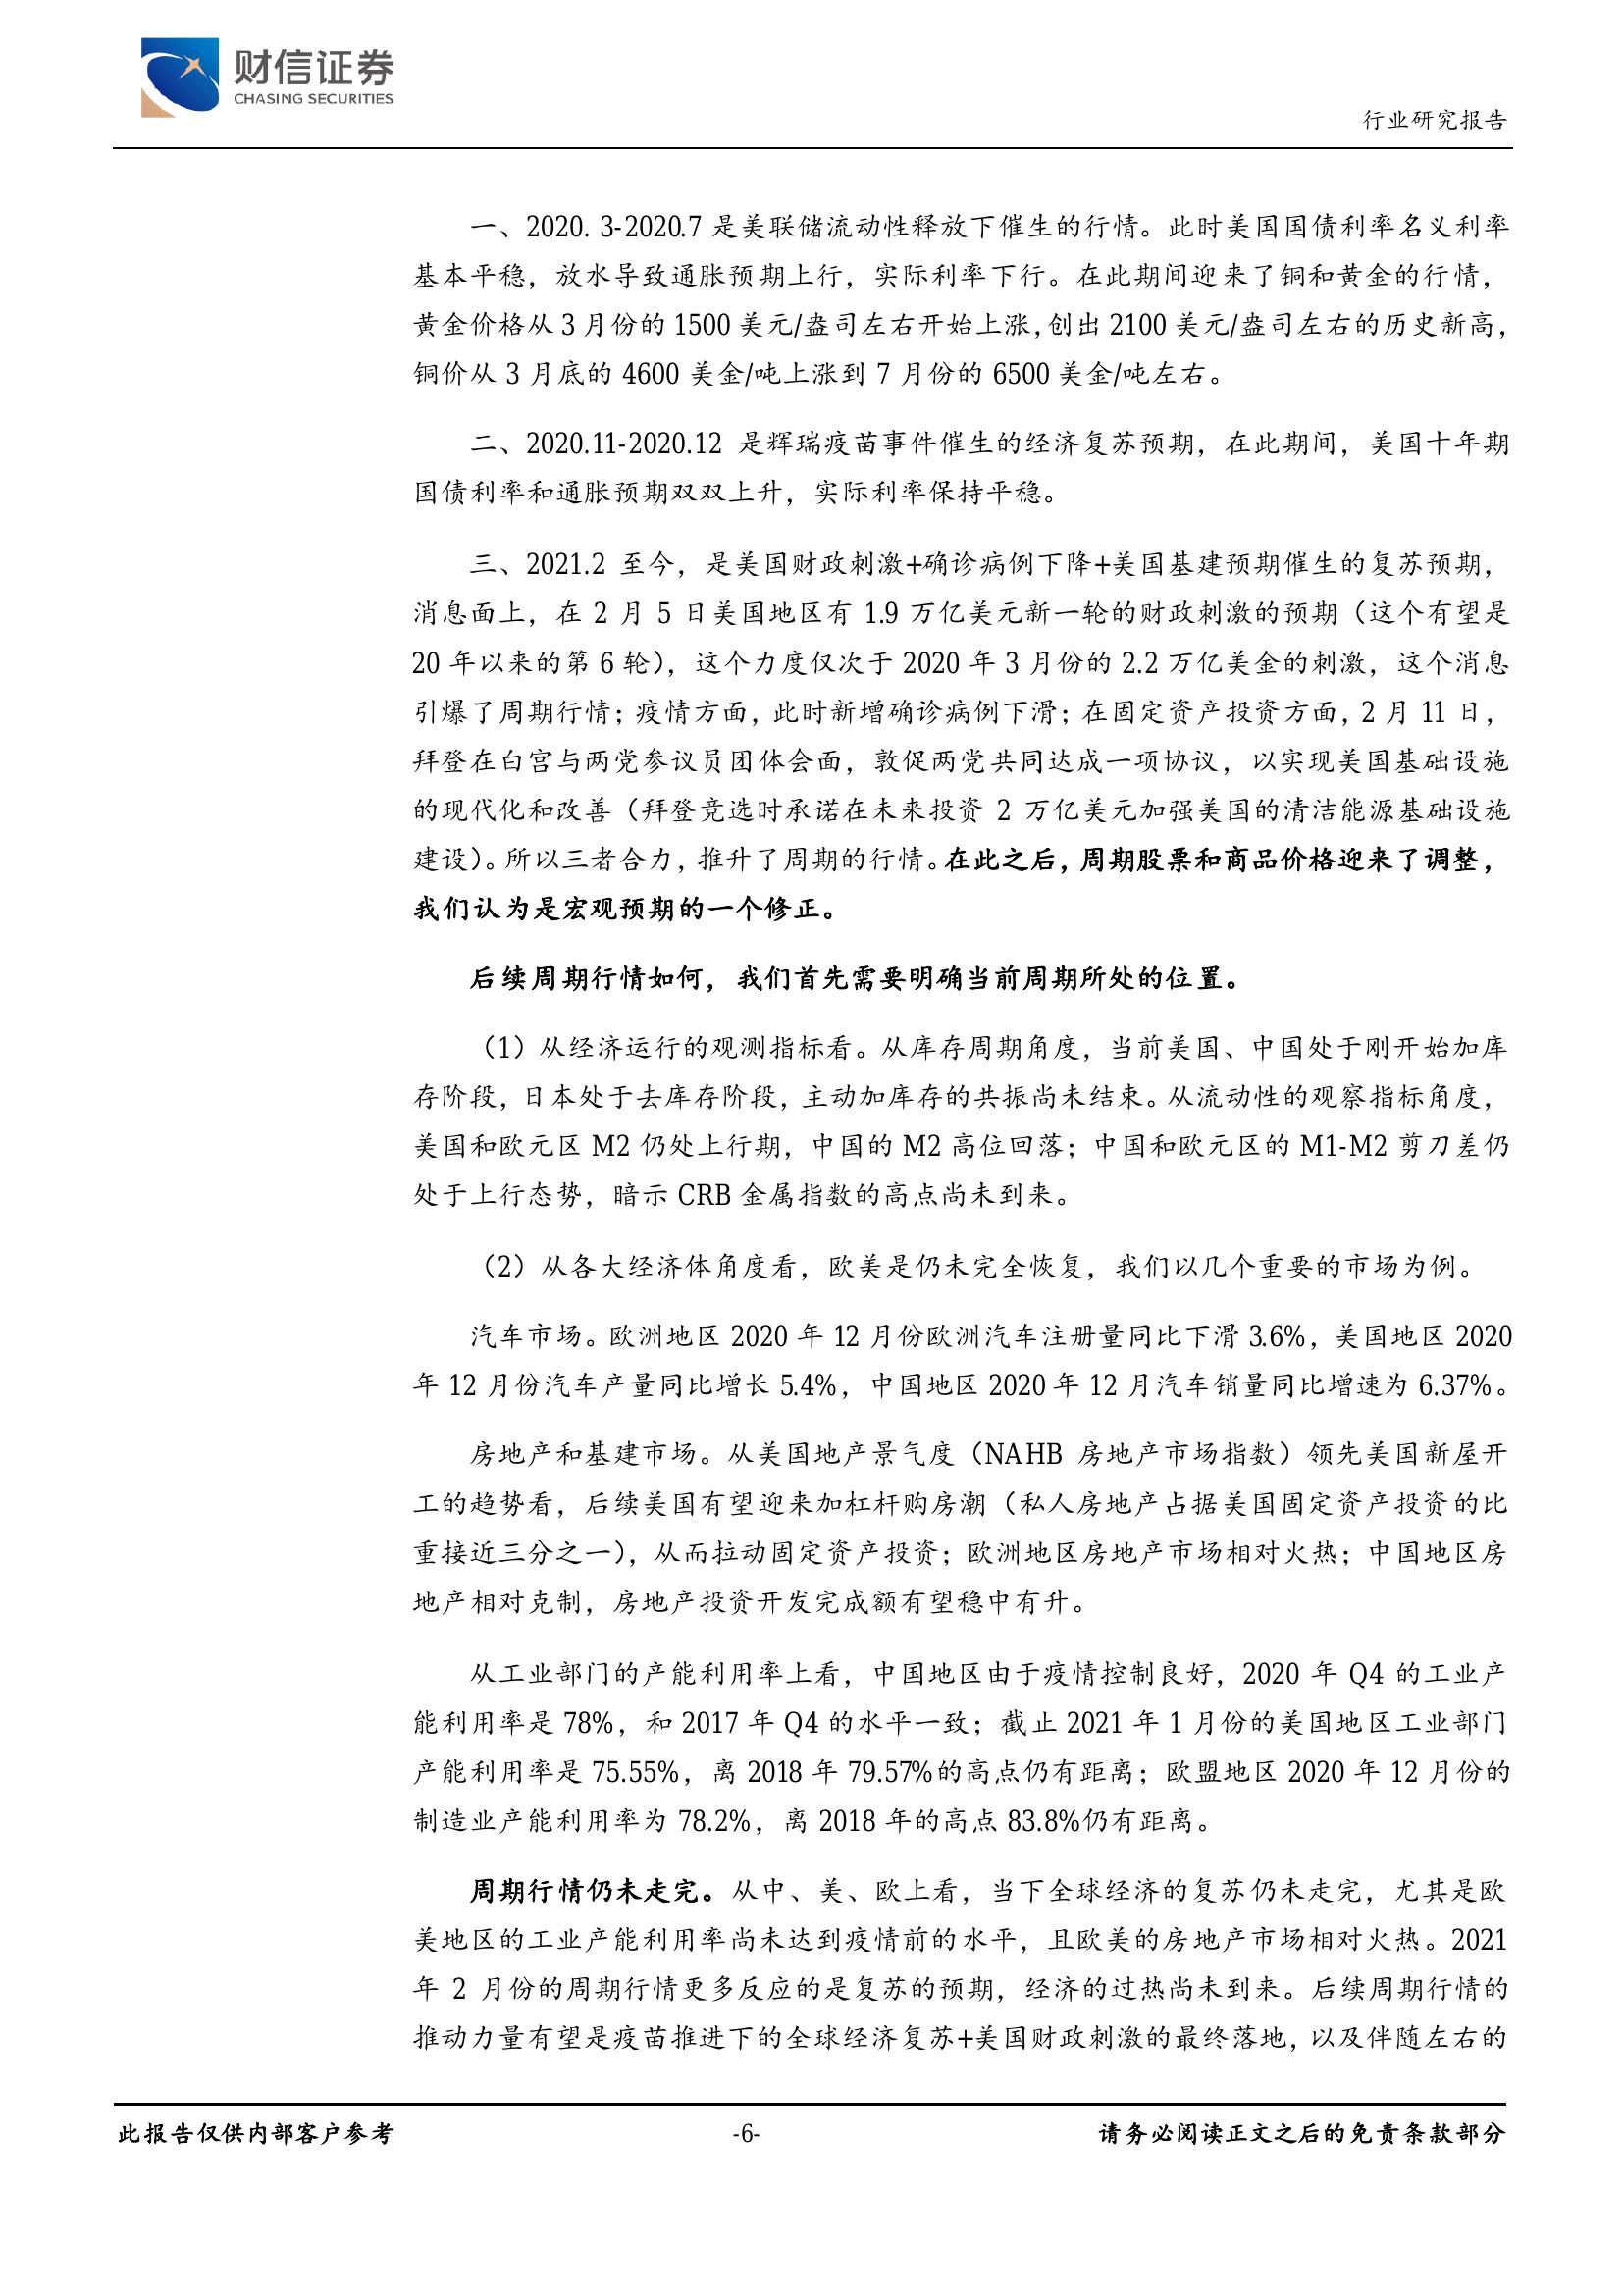 财信证券
CHASING SECURITIES
行业研究报告
一、2020. 3-2020.7 是美联储流动性释放下催生的行情。此时美国国债利率名义利率
基本平稳，放水导致通胀预期上行，实际利率下行。在此期间迎来了铜和黄金的行情，
黄金价格从 3 月份的 1500 美元/盎司左右开始上涨，创出 2100 美元/盎司左右的历史新高，
铜价从 3 月底的 4600 美金/吨上涨到 7 月份的 6500 美金/吨左右。
二、2020.11-2020.12 是辉瑞疫苗事件催生的经济复苏预期，在此期间，美国十年期
国债利率和通胀预期双双上升，实际利率保持平稳。
三、2021.2 至今，是美国财政刺激+确诊病例下降+美国基建预期催生的复苏预期，
消息面上，在 2 月 5 日美国地区有 1.9 万亿美元新一轮的财政刺激的预期（这个有望是
20 年以来的第 6 轮），这个力度仅次于 2020 年 3 月份的 2.2 万亿美金的刺激，这个消息
引爆了周期行情；疫情方面，此时新增确诊病例下滑；在固定资产投资方面，2 月 11 日，
拜登在白宫与两党参议员团体会面，敦促两党共同达成一项协议，以实现美国基础设施
的现代化和改善（拜登竞选时承诺在未来投资 2 万亿美元加强美国的清洁能源基础设施
建设）。所以三者合力，推升了周期的行情。在此之后，周期股票和商品价格迎来了调整，
我们认为是宏观预期的一个修正。
后续周期行情如何，我们首先需要明确当前周期所处的位置。
（1）从经济运行的观测指标看。从库存周期角度，当前美国、中国处于刚开始加库
存阶段，日本处于去库存阶段，主动加库存的共振尚未结束。从流动性的观察指标角度，
美国和欧元区 M2 仍处上行期，中国的 M2 高位回落；中国和欧元区的 M1-M2 剪刀差仍
处于上行态势，暗示 CRB 金属指数的高点尚未到来。
（2）从各大经济体角度看，欧美是仍未完全恢复，我们以几个重要的市场为例。
汽车市场。欧洲地区 2020 年 12 月份欧洲汽车注册量同比下滑 3.6%，美国地区 2020
年 12 月份汽车产量同比增长 5.4%，中国地区 2020 年 12 月汽车销量同比增速为 6.37%。
房地产和基建市场。从美国地产景气度（NAHB 房地产市场指数）领先美国新屋开
工的趋势看，后续美国有望迎来加杠杆购房潮（私人房地产占据美国固定资产投资的比
重接近三分之一），从而拉动固定资产投资；欧洲地区房地产市场相对火热；中国地区房
地产相对克制，房地产投资开发完成额有望稳中有升。
从工业部门的产能利用率上看，中国地区由于疫情控制良好，2020 年 Q4 的工业产
能利用率是 78%，和 2017 年 Q4 的水平一致；截止 2021 年 1 月份的美国地区工业部门
产能利用率是 75.55%，离 2018 年 79.57%的高点仍有距离；欧盟地区 2020 年 12 月份的
制造业产能利用率为 78.2%，离 2018 年的高点 83.8%仍有距离。
周期行情仍未走完。从中、美、欧上看，当下全球经济的复苏仍未走完，尤其是欧
美地区的工业产能利用率尚未达到疫情前的水平，且欧美的房地产市场相对火热。2021
年 2 月份的周期行情更多反应的是复苏的预期，经济的过热尚未到来。后续周期行情的
推动力量有望是疫苗推进下的全球经济复苏+美国财政刺激的最终落地，以及伴随左右的
此报告仅供内部客户参考
-6-
请务必阅读正文之后的免责条款部分